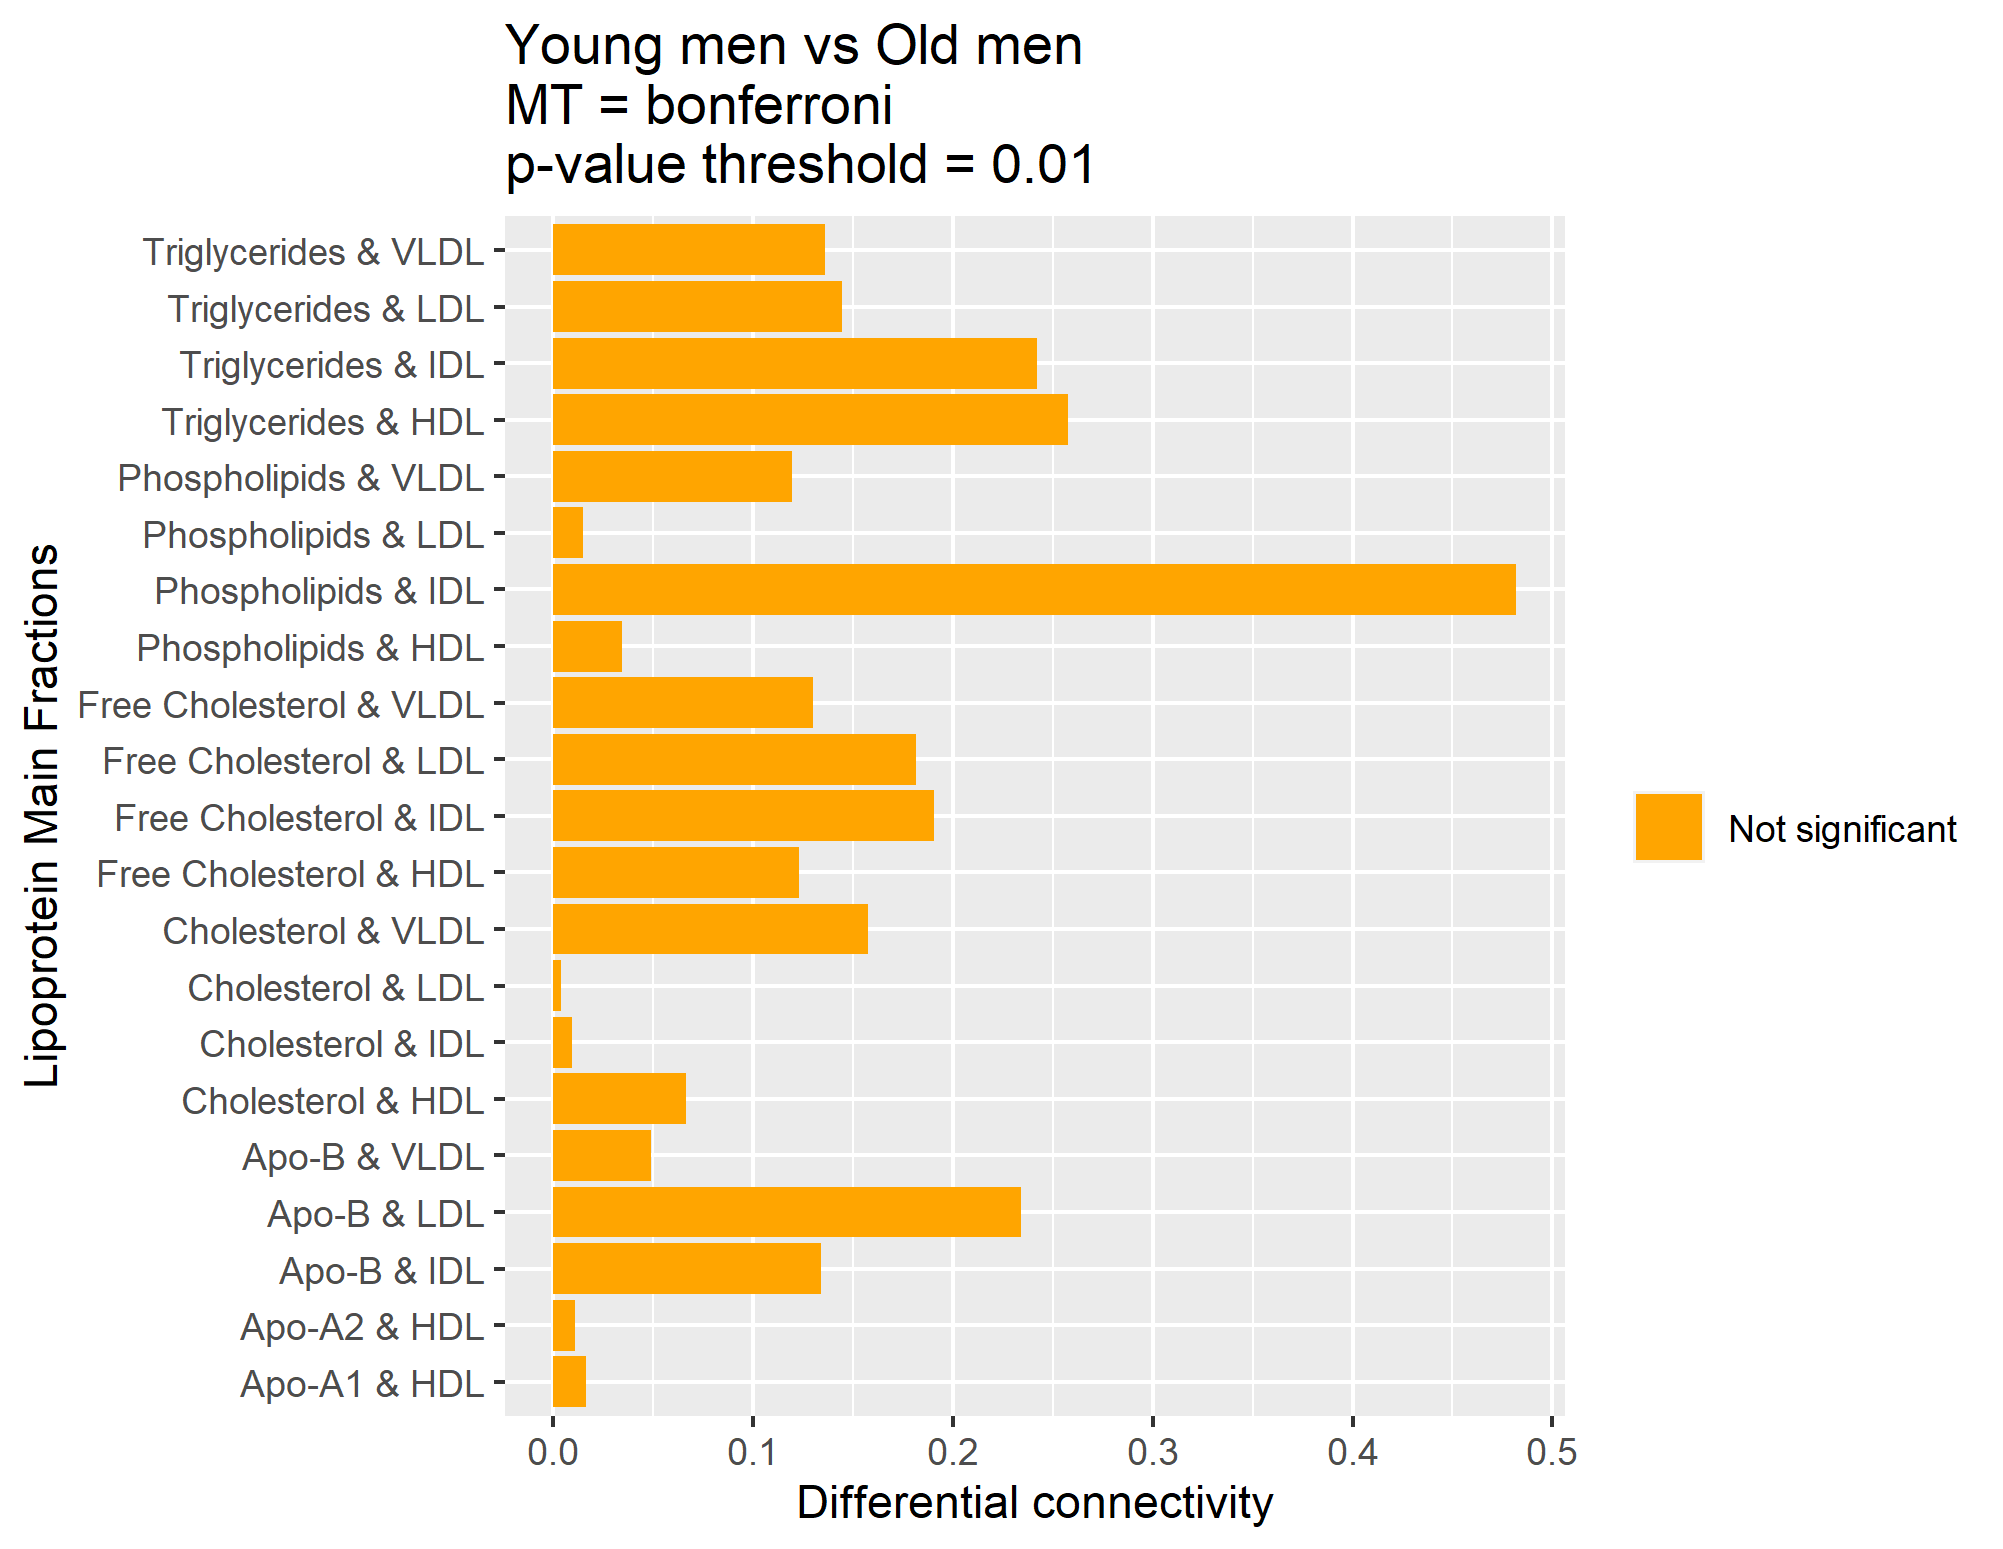 Young men vs Old men
MT = bonferroni
p-value threshold = 0.01
Lipoprotein Main Fractions
Triglycerides & VLDL
Triglycerides & LDL
Triglycerides & IDL
Triglycerides & HDL
Phospholipids & VLDL
Phospholipids & LDL
Phospholipids & IDL
Phospholipids & HDL
Free Cholesterol & VLDL
Free Cholesterol & LDL
Free Cholesterol & IDL
Free Cholesterol & HDL
Cholesterol & VLDL
Cholesterol & LDL
Cholesterol & IDL
Cholesterol & HDL
Apo-B & VLDL
Apo-B & LDL
Apo-B & IDL
Apo-A2 & HDL
Apo-A1 & HDL
0.0 0.1 0.2 0.3 0.4 0.5
Differential connectivity
Not significant